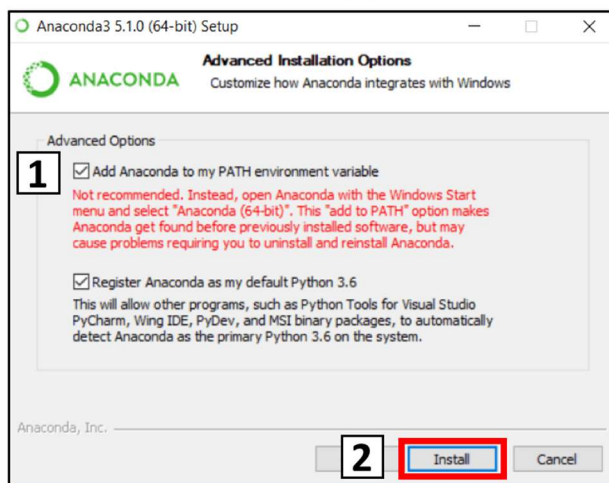 Anaconda3 5.1.0 (64-bit) Setup
ANACONDA
Advanced Installation Options
Customize how Anaconda integrates with Windows
Advanced Options
1
Add Anaconda to my PATH environment variable
Not recommended. Instead, open Anaconda with the Windows Start
menu and select "Anaconda (64-bit)". This "add to PATH" option makes
Anaconda get found before previously installed software, but may
cause problems requiring you to uninstall and reinstall Anaconda.
Register Anaconda as my default Python 3.6
This will allow other programs, such as Python Tools for Visual Studio
PyCharm, Wing IDE, PyDev, and MSI binary packages, to automatically
detect Anaconda as the primary Python 3.6 on the system.
Anaconda, Inc.
2
Install
Cancel